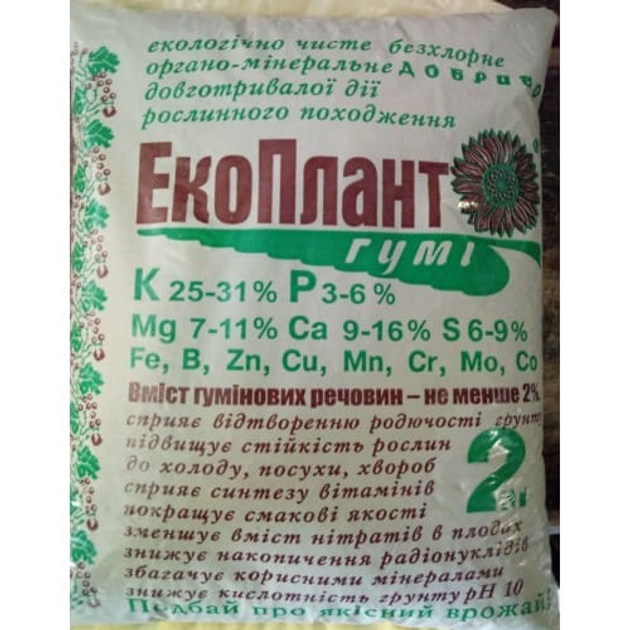 екологічно чисте безхлорне
органо-мінеральне ДОБРИВО
довготривалої дії
рослинного походження
ЕкоПлант
гумі
K 25-31% P 3-6%
Mg 7-11% Ca 9-16% S 6-9%
Fe, B, Zn, Cu, Mn, Cr, Mo, Co
Вміст гумінових речовин – не менше 2%
сприяє відтворенню родючості грунту
підвищує стійкість рослин
до холоду, посухи, хвороб
сприяє синтезу вітамінів
покращує смакові якості
2
кг
зменшує вміст нітратів в плодах
знижує накопичення радіонуклідів
збагачує корисними мінералами
знижує кислотність грунту pH 10
Подбай про якісний врожай!